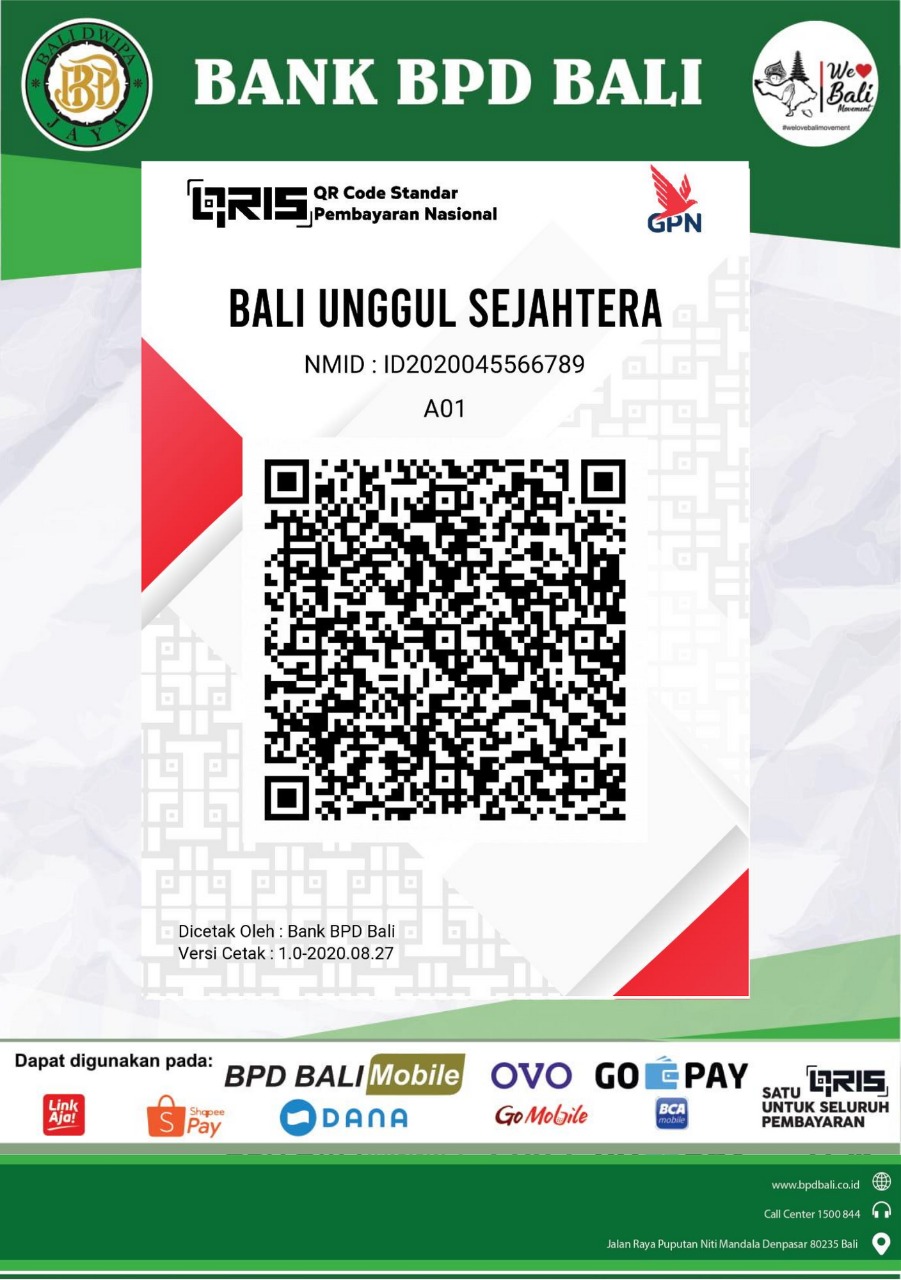 BALI DWIPA
BPD
JAYA
BANK BPD BALI
We
Bali
Movement
#welovebalimovement
QRIS QR Code Standar
Pembayaran Nasional
GPN
BALI UNGGUL SEJAHTERA
NMID : ID2020045566789
A01
Dicetak Oleh : Bank BPD Bali
Versi Cetak : 1.0-2020.08.27
Dapat digunakan pada:
BPD BALI Mobile
OVO
GO PAY
Link
Aja!
S Shopee
Pay
DANA
Go Mobile
BCA
mobile
SATU QRIS
UNTUK SELURUH
PEMBAYARAN
www.bpdbali.co.id
Call Center 1500 844
Jalan Raya Puputan Niti Mandala Denpasar 80235 Bali